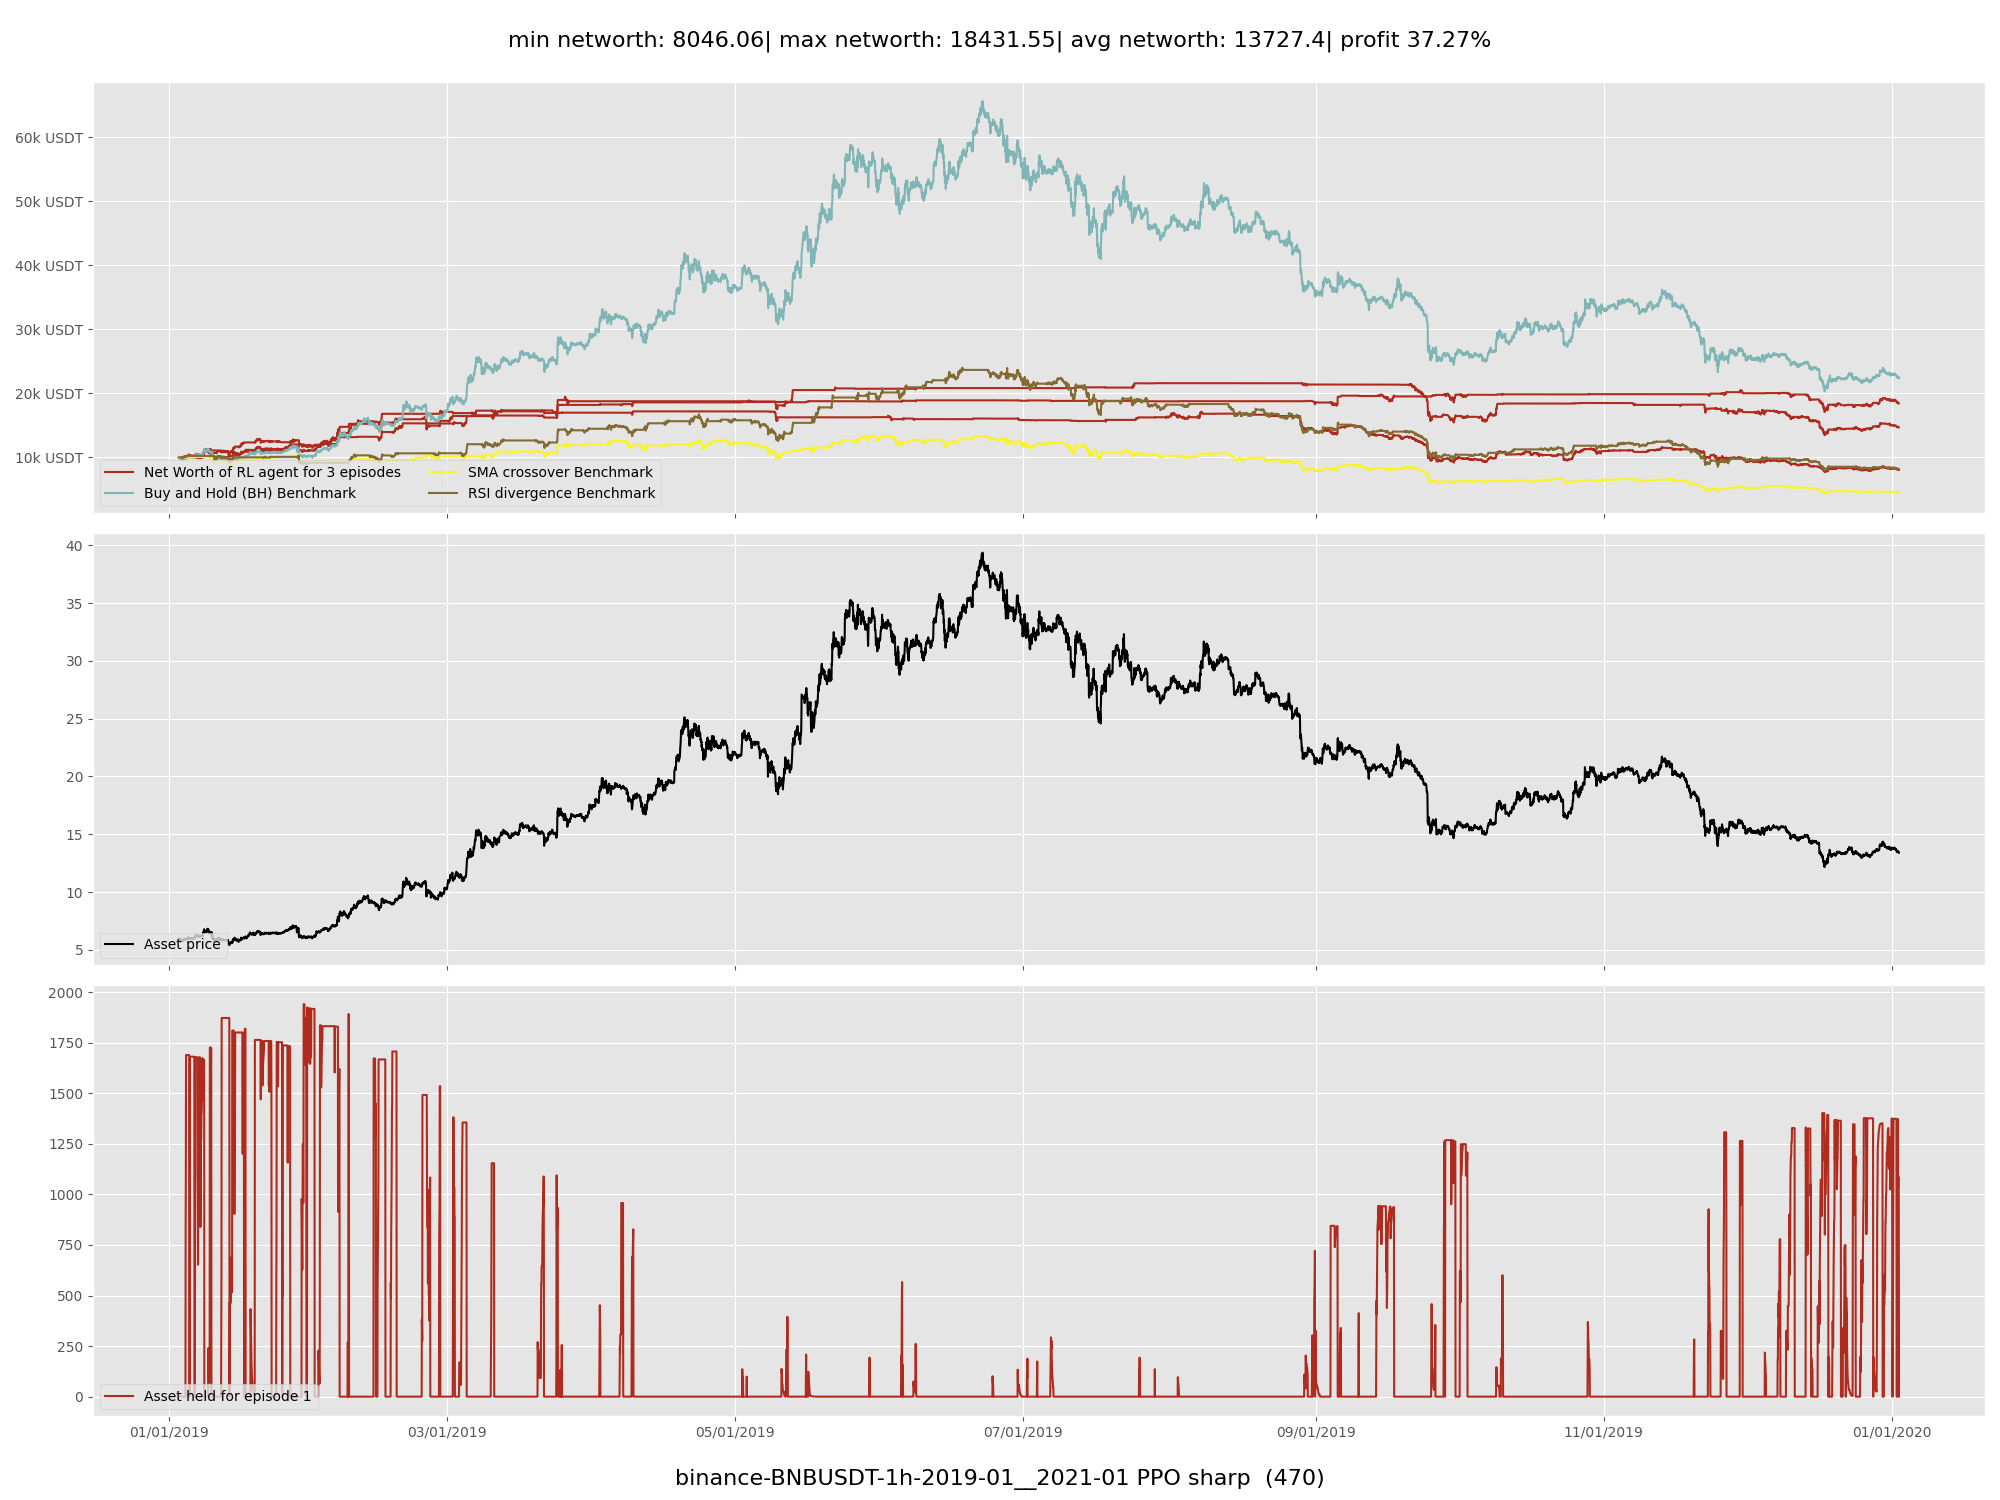 min networth: 8046.06| max networth: 18431.55| avg networth: 13727.4| profit 37.27%
60k USDT
50k USDT
40k USDT
30k USDT
20k USDT
10k USDT
Net Worth of RL agent for 3 episodes
Buy and Hold (BH) Benchmark
SMA crossover Benchmark
RSI divergence Benchmark
40
35
30
25
20
15
10
5
Asset price
2000
1750
1500
1250
1000
750
500
250
0
Asset held for episode 1
01/01/2019 03/01/2019 05/01/2019 07/01/2019 09/01/2019 11/01/2019 01/01/2020
binance-BNBUSDT-1h-2019-01__2021-01 PPO sharp  (470)